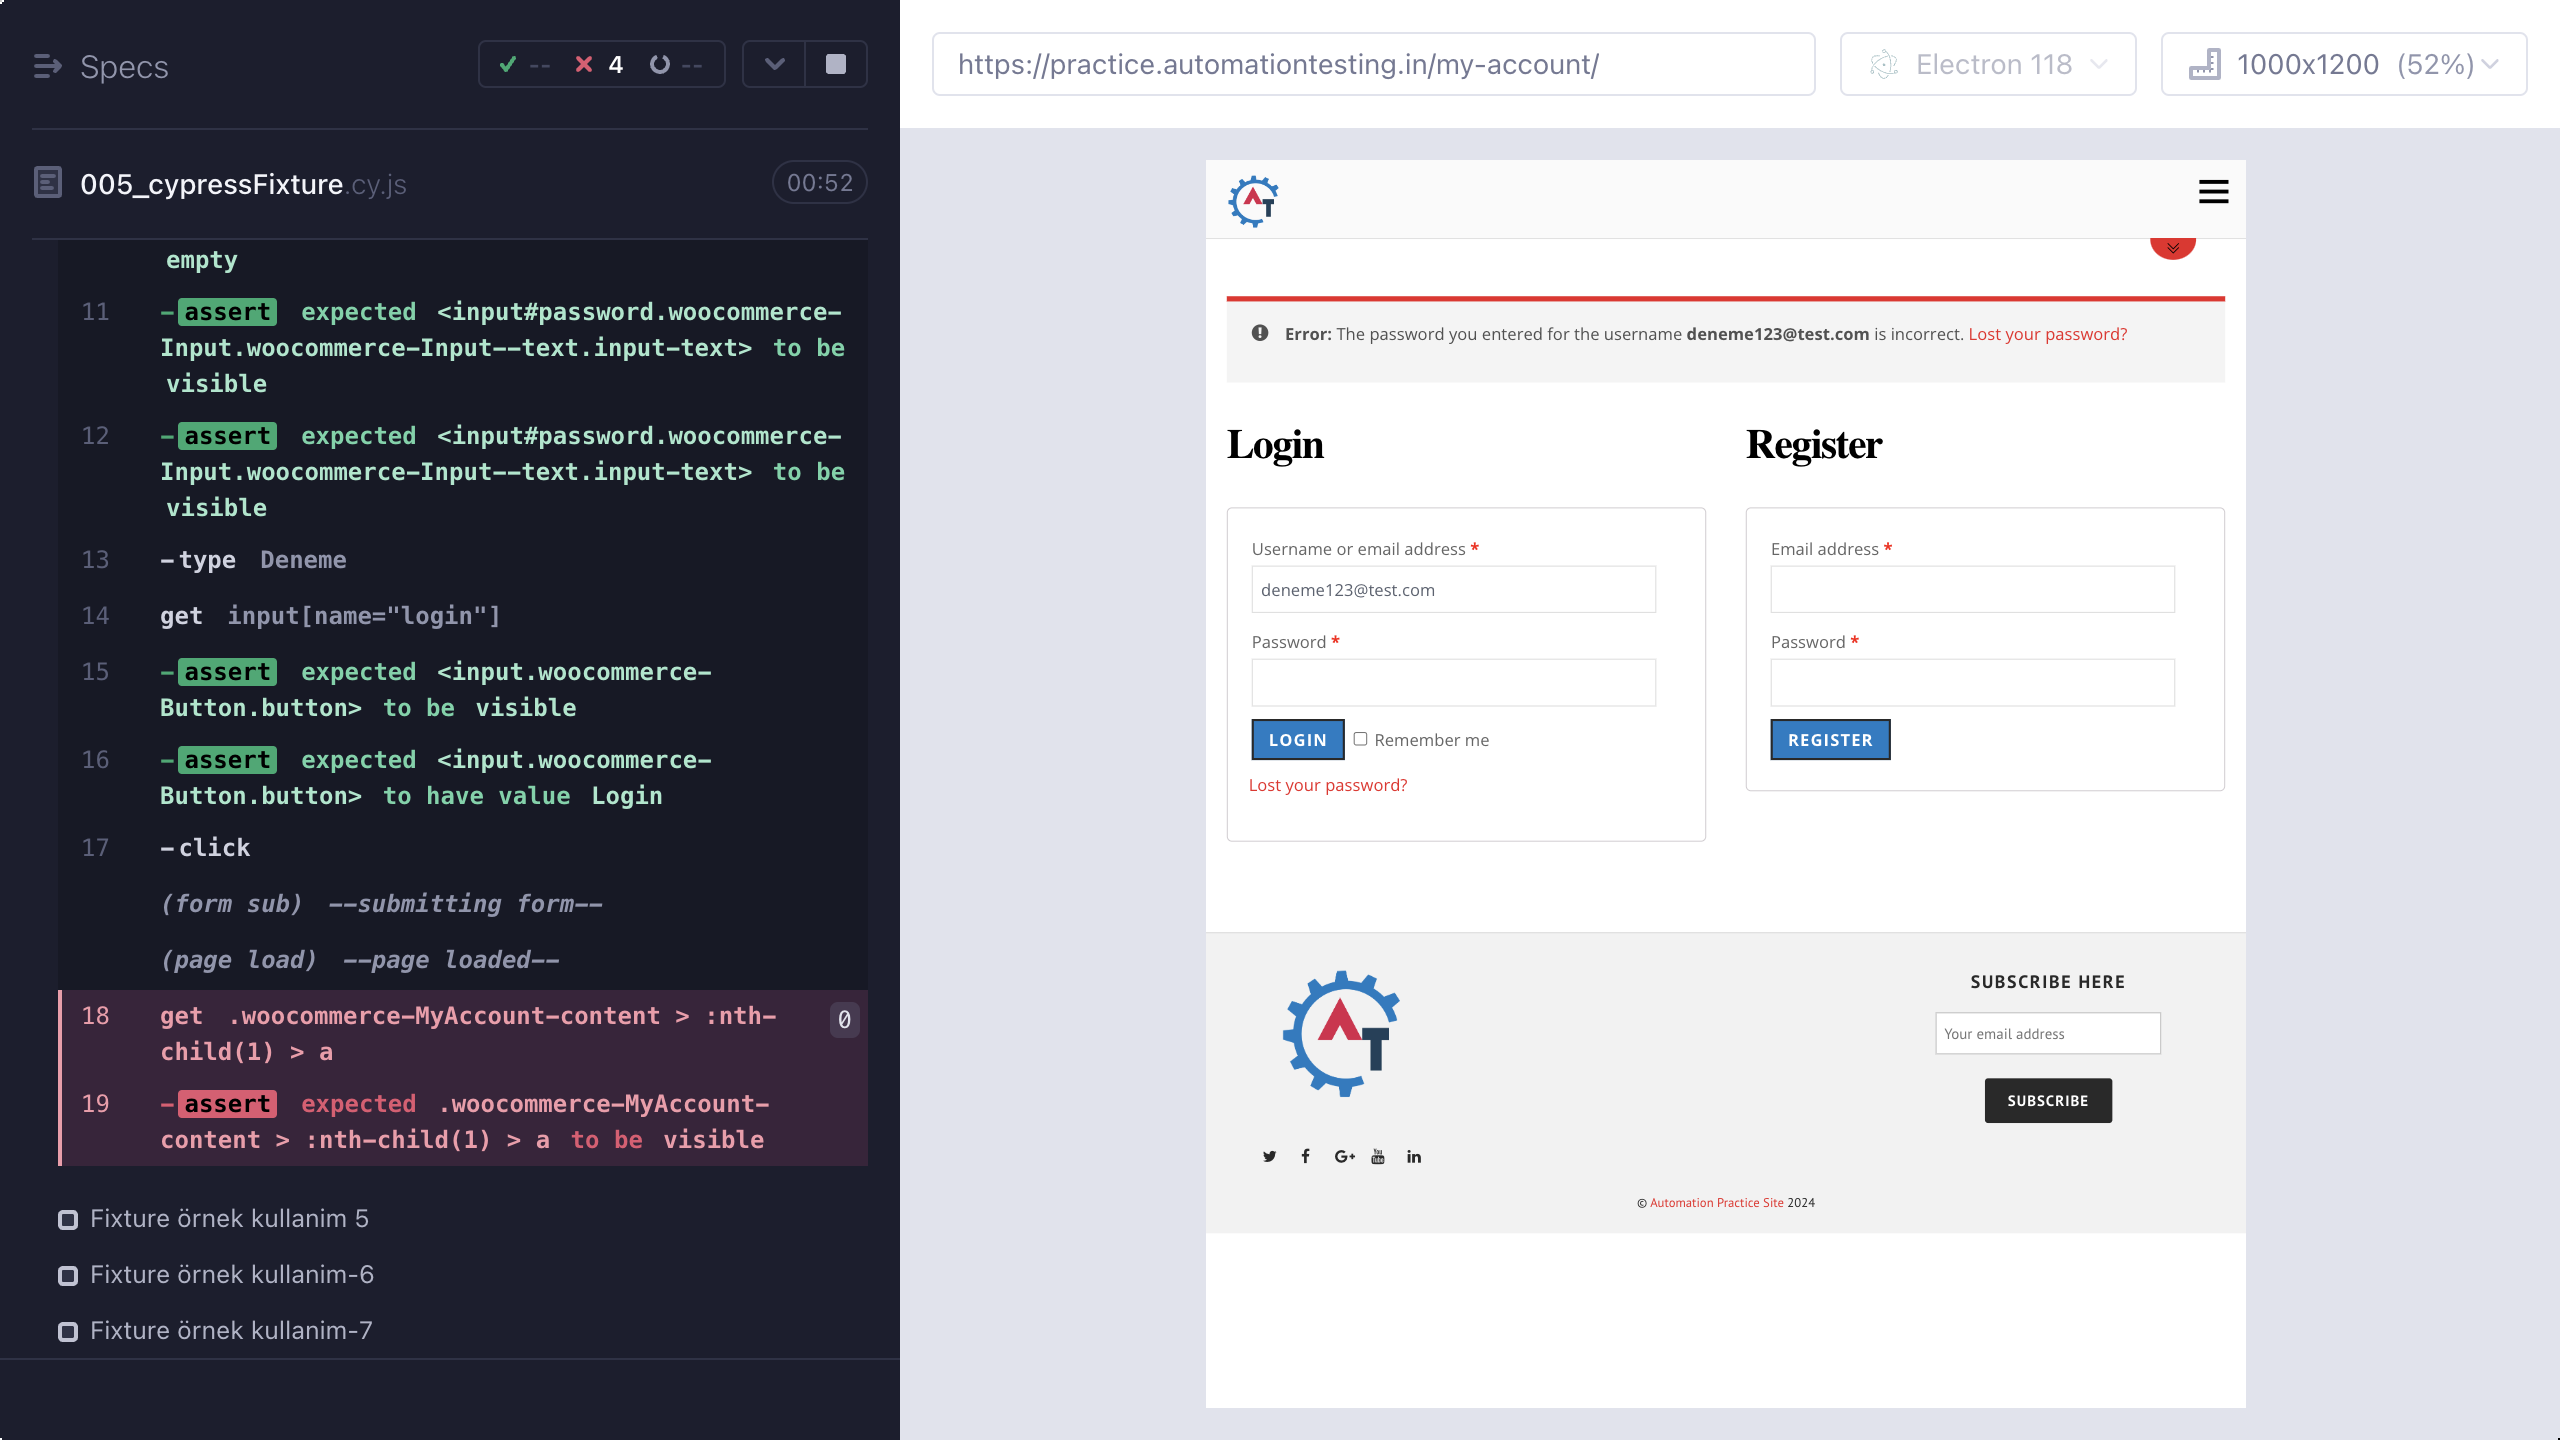 Specs
-- 4 --
005_cypressFixture.cy.js 00:52
empty
11 -assert expected <input#password.woocommerce-
Input.woocommerce-Input--text.input-text> to be
visible
12 -assert expected <input#password.woocommerce-
Input.woocommerce-Input--text.input-text> to be
visible
13 -type Deneme
14 get input[name="login"]
15 -assert expected <input.woocommerce-
Button.button> to be visible
16 -assert expected <input.woocommerce-
Button.button> to have value Login
17 -click
(form sub) --submitting form--
(page load) --page loaded--
18 get .woocommerce-MyAccount-content > :nth- 0
child(1) > a
19 -assert expected .woocommerce-MyAccount-
content > :nth-child(1) > a to be visible
Fixture örnek kullanim 5
Fixture örnek kullanim-6
Fixture örnek kullanim-7
https://practice.automationtesting.in/my-account/
Electron 118
1000x1200 (52%)
AT
Error: The password you entered for the username deneme123@test.com is incorrect. Lost your password?
Login
Username or email address *
deneme123@test.com
Password *
LOGIN Remember me
Lost your password?
Register
Email address *
Password *
REGISTER
AT
SUBSCRIBE HERE
Your email address
SUBSCRIBE
© Automation Practice Site 2024